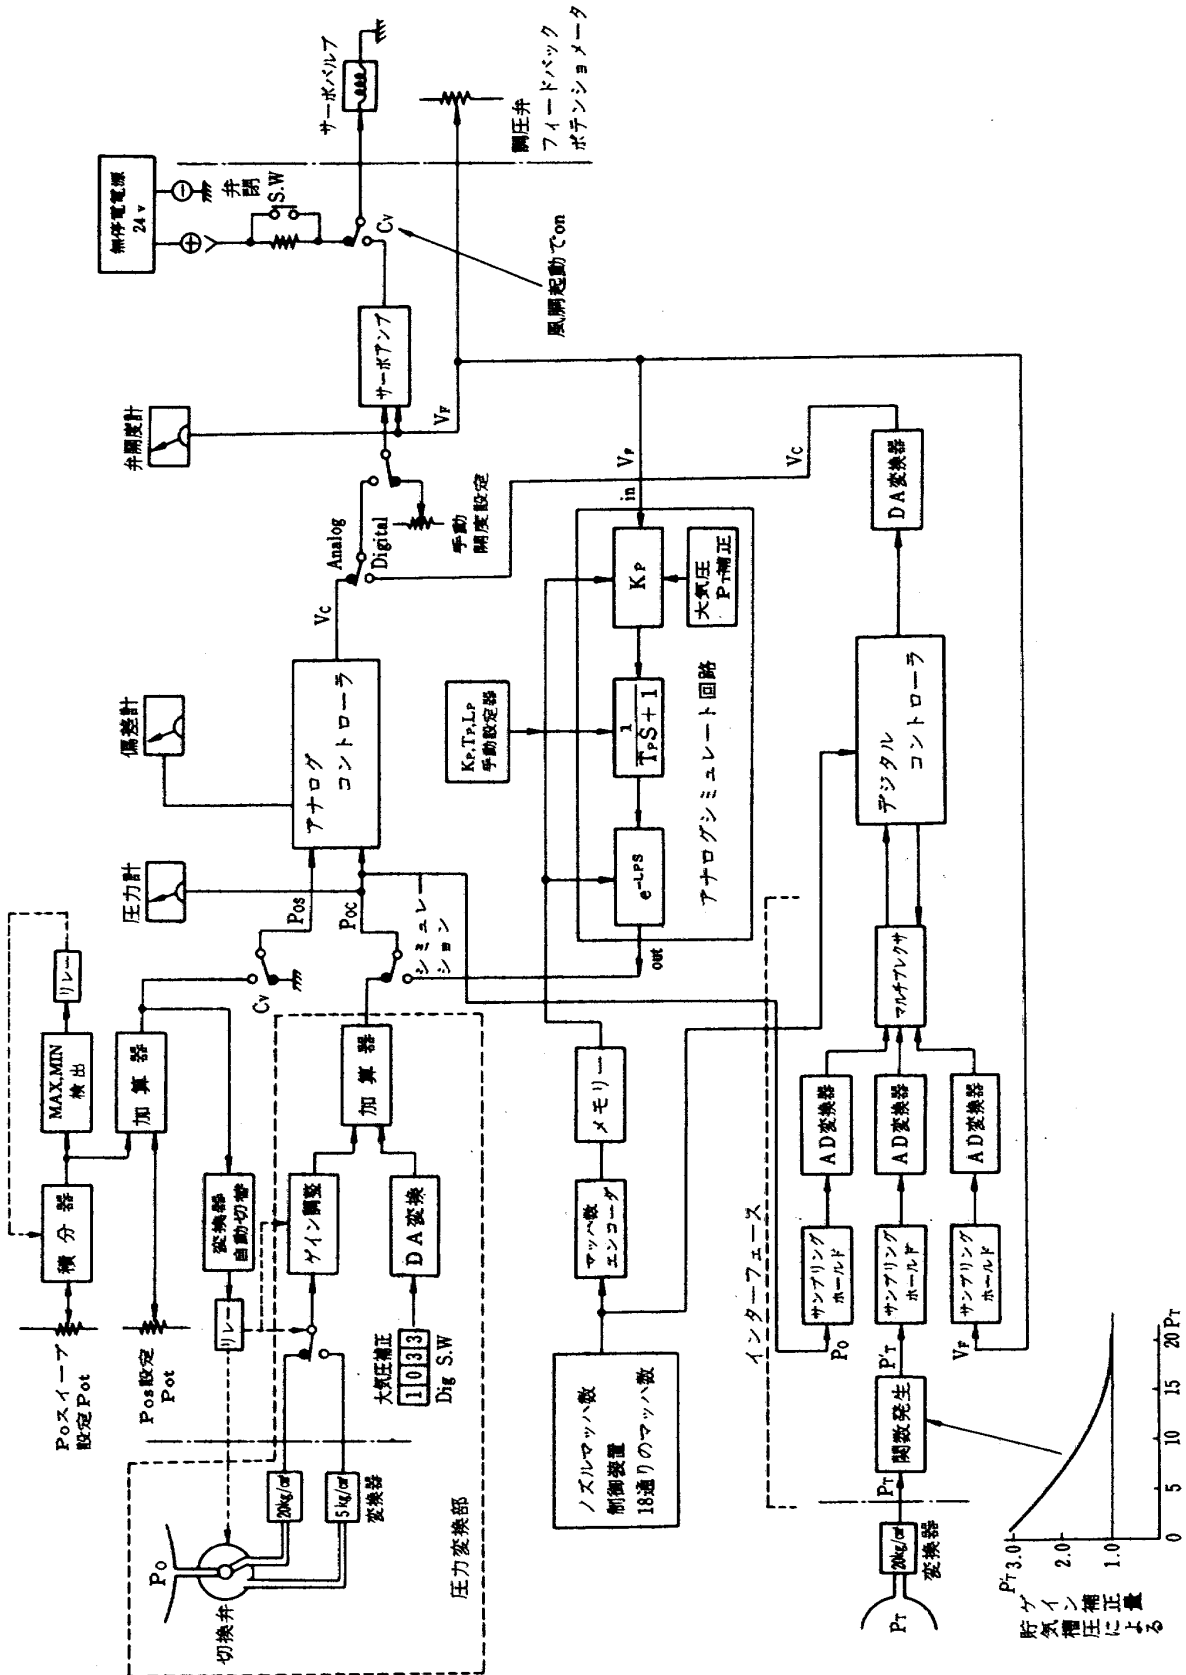 P₀スイープ
設定Pot
積分器
MAX,MIN
検出
リレー
P₀s設定
Pot
加算器
変換器
自動切替
リレー
Cv
圧力計
偏差計
P₀s
P₀c
アナログ
コントローラ
Vc
Analog
Digital
手動
開度設定
弁開度計
VF
サーボアンプ
無停電電源
24v
⊕
⊖
弁閉
S.W
Cv
風胴起動でon
サーボバルブ
調圧弁
フィードバック
ポテンショメータ
P₀
切換弁
20kg/cm²
5kg/cm²
変換器
圧力変換部
大気圧補正
1 0 3 3
Dig S.W
ゲイン調整
DA変換
加算器
シミュレーション
ノズルマッハ数
制御装置
18通りのマッハ数
マッハ数
エンコーダ
メモリー
KP,TP,LP
手動設定器
out
e⁻LPS
1
TPS+1
KP
in
VF
大気圧
PT補正
アナログシミュレート回路
インターフェース
PT
20kg/cm²
変換器
PT
関数発生
P'T
P₀
VF
サンプリング
ホールド
サンプリング
ホールド
サンプリング
ホールド
AD変換器
AD変換器
AD変換器
マルチプレクサ
デジタル
コントローラ
DA変換器
Vc
P'T
3.0
2.0
1.0
0
5
10
15
20
PT
貯気槽圧による
ゲイン補正量